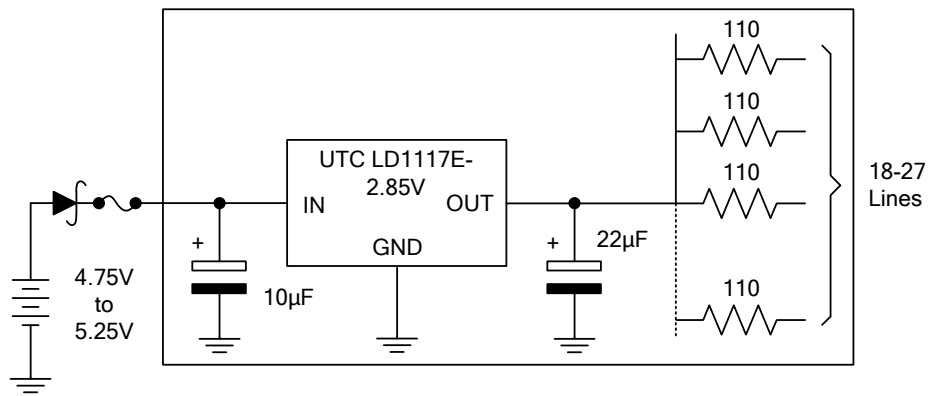 110
110
110
110
18-27
Lines
UTC LD1117E-
2.85V
IN
OUT
GND
+
10μF
+
22μF
4.75V
to
5.25V